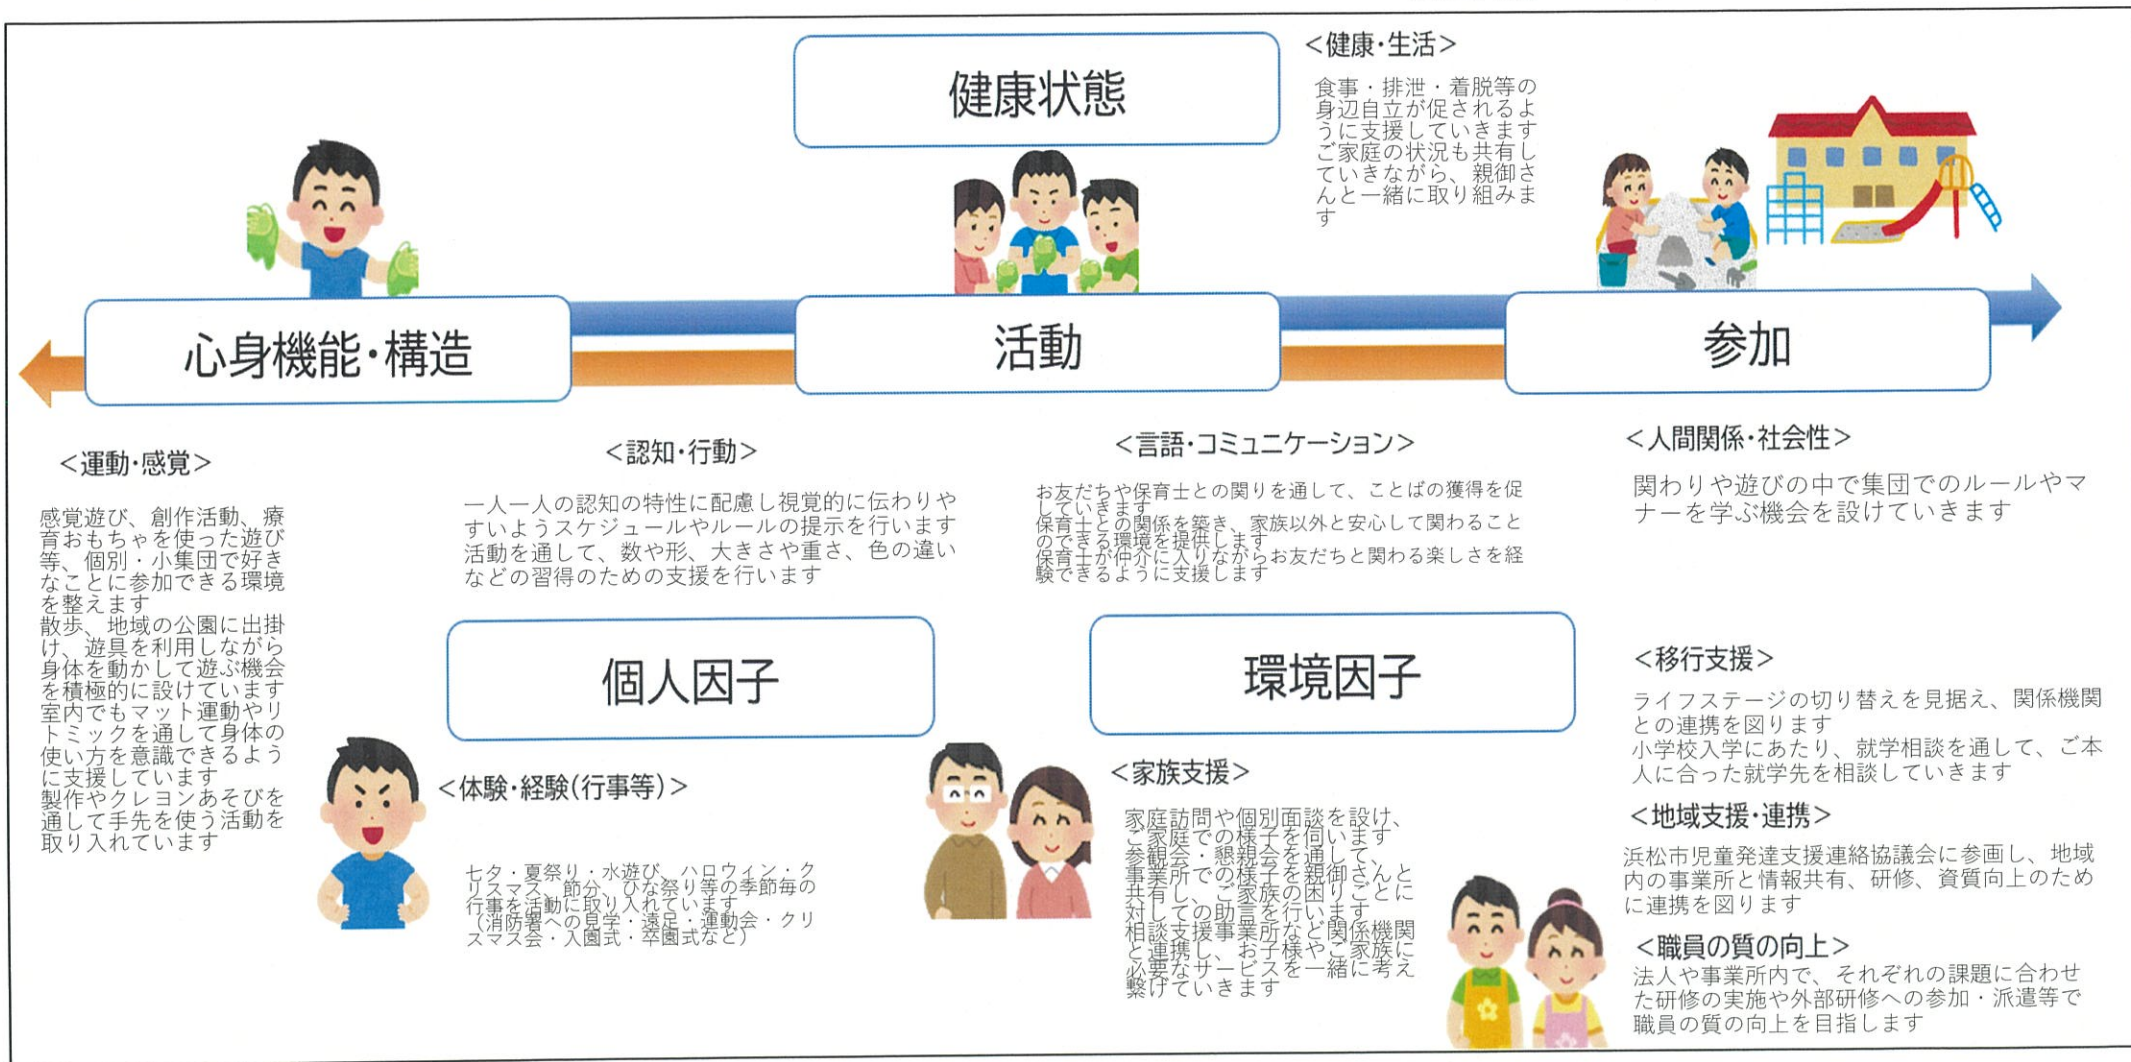 健康状態
<健康・生活>
食事・排泄・着脱等の
身辺自立が促されるよ
うに支援していきます
ご家庭の状況も共有し
ていきながら、親御さ
んと一緒に取り組みま
す
心身機能・構造
活動
参加
<運動・感覚>
感覚遊び、創作活動、療
育おもちゃを使った遊び
等、個別・小集団で好き
なことに参加できる環境
を整えます
散歩、地域の公園に出掛
け、遊具を利用しながら
身体を動かして遊ぶ機会
を積極的に設けています
室内でもマット運動やリ
トミックを通して身体の
使い方を意識できるよう
に支援しています
製作やクレヨンあそびを
通して手先を使う活動を
取り入れています
<認知・行動>
一人一人の認知の特性に配慮し視覚的に伝わりや
すいようスケジュールやルールの提示を行います
活動を通して、数や形、大きさや重さ、色の違い
などの習得のための支援を行います
<言語・コミュニケーション>
お友だちや保育士との関りを通して、ことばの獲得を促
していきます
保育士との関係を築き、家族以外と安心して関わること
のできる環境を提供します
保育士が仲介に入りながらお友だちと関わる楽しさを経
験できるように支援します
<人間関係・社会性>
関わりや遊びの中で集団でのルールやマ
ナーを学ぶ機会を設けていきます
個人因子
環境因子
<体験・経験(行事等)>
七夕・夏祭り・水遊び、ハロウィン・ク
リスマス、節分、ひな祭り等の季節毎の
行事を活動に取り入れています
（消防署への見学・遠足・運動会・クリ
スマス会・入園式・卒園式など）
<家族支援>
家庭訪問や個別面談を設け、
ご家庭での様子を伺います
参観会・懇親会を通して、
事業所での様子を親御さんと
共有し、ご家族の困りごとに
対しての助言を行います
相談支援事業所など関係機関
と連携し、お子様やご家族に
必要なサービスを一緒に考え
繋げていきます
<移行支援>
ライフステージの切り替えを見据え、関係機関
との連携を図ります
小学校入学にあたり、就学相談を通して、ご本
人に合った就学先を相談していきます
<地域支援・連携>
浜松市児童発達支援連絡協議会に参画し、地域
内の事業所と情報共有、研修、資質向上のため
に連携を図ります
<職員の質の向上>
法人や事業所内で、それぞれの課題に合わせ
た研修の実施や外部研修への参加・派遣等で
職員の質の向上を目指します